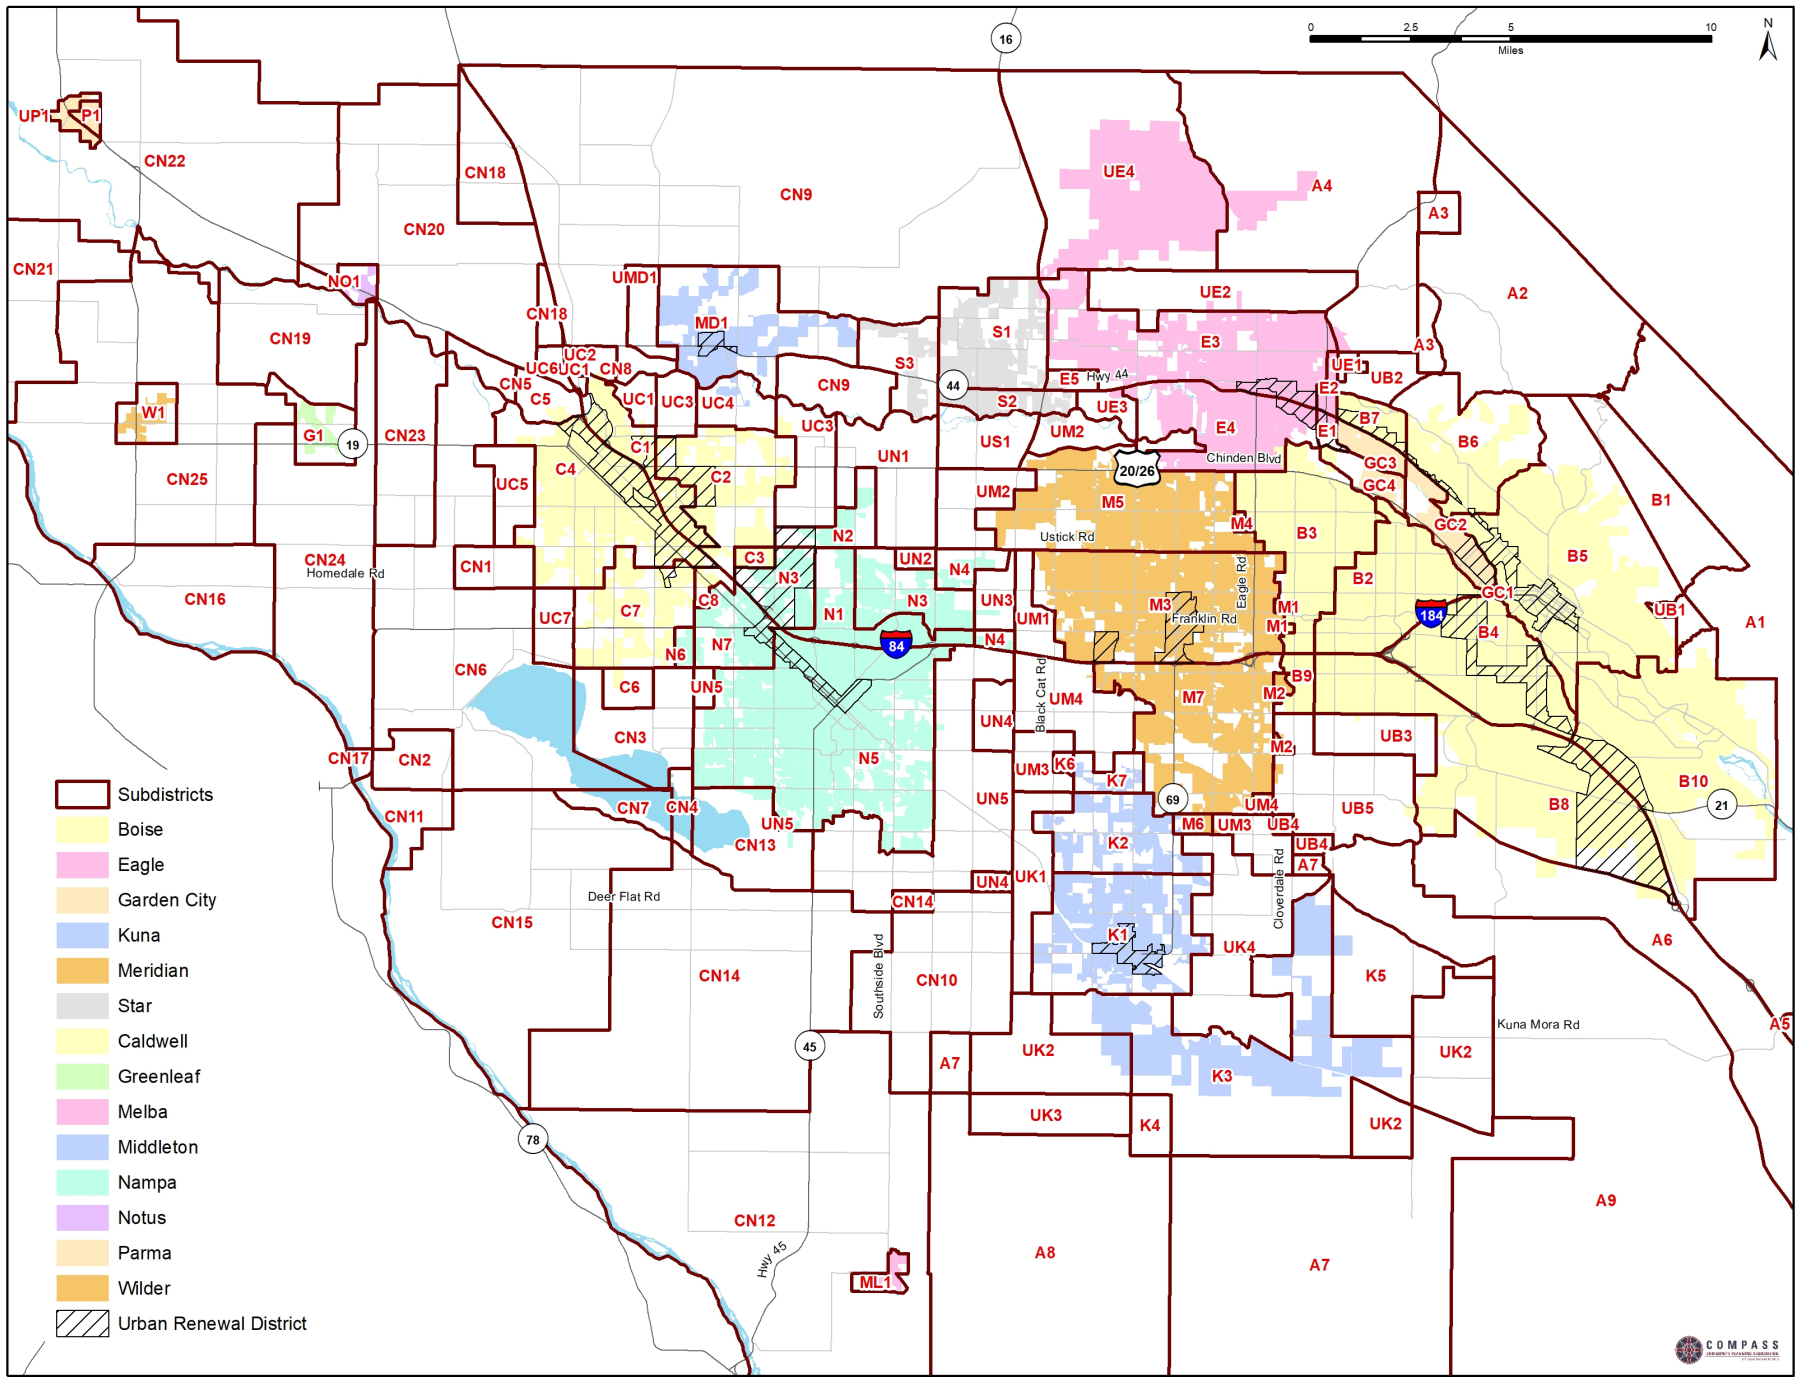 16
0 2.5 5 10
Miles
N
UP1
P1
CN22
CN18
CN9
UE4
A4
A3
CN20
CN21
NO1
UMD1
UE2
A2
CN18
MD1
S1
CN19
E3
A3
S3
UC2
UC6
UC1
CN8
CN5
C5
CN9
44
E5
Hwy 44
UE1
UB2
E2
UC1
UC3
UC4
S2
UE3
W1
G1
19
CN23
UC3
US1
UM2
E4
E1
B7
B6
C4
C1
C2
UN1
Chinden Blvd
20/26
GC3
GC4
CN25
UC5
UM2
M5
B1
M4
GC2
N2
Ustick Rd
B3
B5
CN24
Homedale Rd
CN1
C3
UN2
N4
N3
Eagle Rd
B2
CN16
C8
C7
UC7
N1
N3
UN3
UM1
M3
Franklin Rd
M1
M1
184
GC1
B4
UB1
A1
N7
N6
84
N4
CN6
C6
UN5
Black Cat Rd
UM4
M7
B9
M2
UN4
CN3
UB3
M2
CN17
CN2
N5
UM3
K6
K7
B10
Subdistricts
CN7
CN4
UN5
69
UM4
UB5
B8
21
CN11
UN5
M6
UM3
UB4
Boise
CN13
K2
UB4
A7
Eagle
UK1
UN4
Cloverdale Rd
Garden City
Deer Flat Rd
CN14
CN15
Kuna
K1
UK4
A6
Meridian
CN14
Southside Blvd
CN10
K5
Star
Kuna Mora Rd
A5
Caldwell
45
UK2
UK2
A7
Greenleaf
K3
Melba
UK3
K4
UK2
Middleton
78
Nampa
A9
Notus
CN12
Parma
Hwy 45
A8
A7
Wilder
ML1
Urban Renewal District
COMPASS